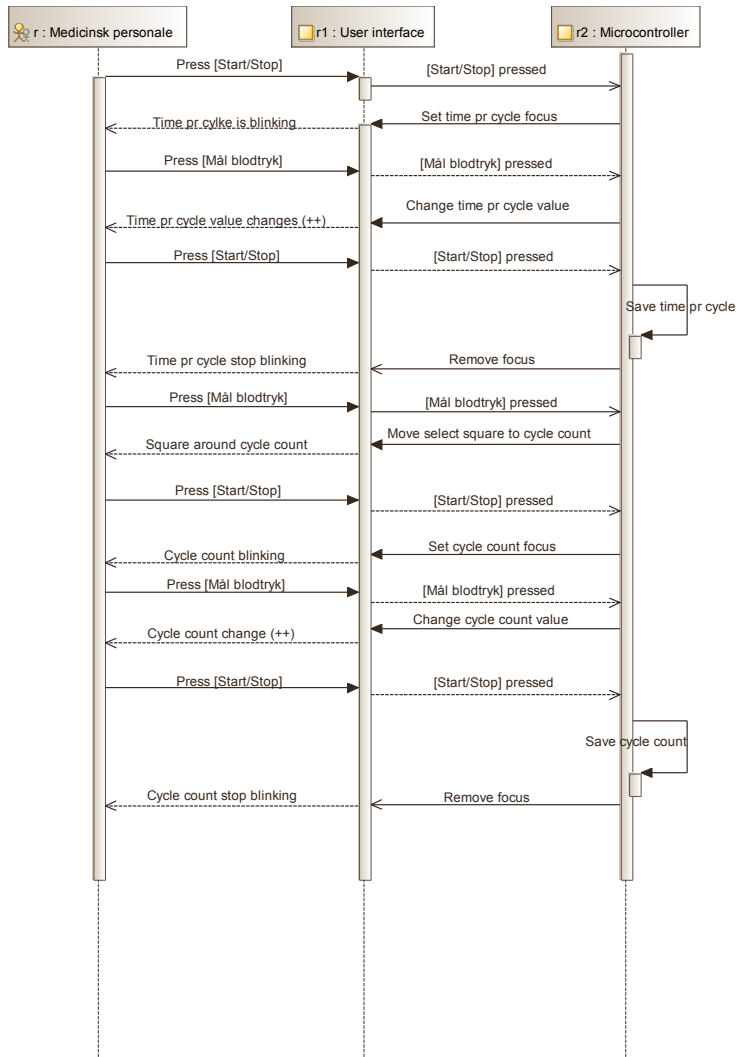 r : Medicinsk personale
r1 : User interface
r2 : Microcontroller
Press [Start/Stop]
[Start/Stop] pressed
Set time pr cycle focus
Time pr cylke is blinking
Press [Mål blodtryk]
[Mål blodtryk] pressed
Change time pr cycle value
Time pr cycle value changes (++)
Press [Start/Stop]
[Start/Stop] pressed
Save time pr cycle
Remove focus
Time pr cycle stop blinking
Press [Mål blodtryk]
[Mål blodtryk] pressed
Move select square to cycle count
Square around cycle count
Press [Start/Stop]
[Start/Stop] pressed
Set cycle count focus
Cycle count blinking
Press [Mål blodtryk]
[Mål blodtryk] pressed
Change cycle count value
Cycle count change (++)
Press [Start/Stop]
[Start/Stop] pressed
Save cycle count
Cycle count stop blinking
Remove focus